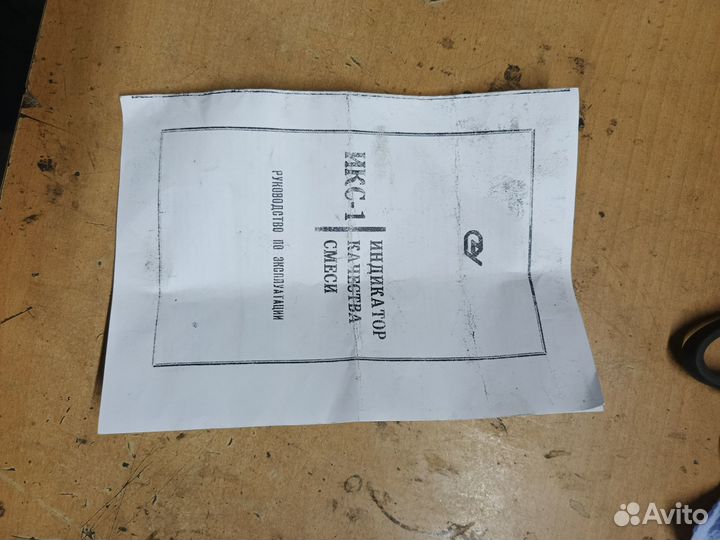 ИКС-1
ИНДИКАТОР
КАЧЕСТВА
СМЕСИ
РУКОВОДСТВО ПО ЭКСПЛУАТАЦИИ
Avito